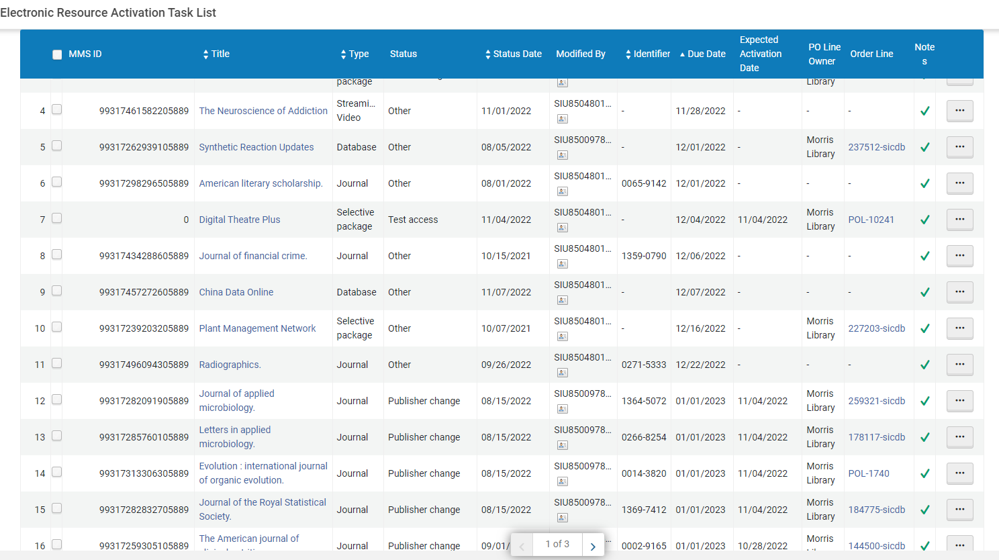 Electronic Resource Activation Task List
MMS ID Title Type Status Status Date Modified By Identifier Due Date Expected Activation Date PO Line Owner Order Line Notes
package Library
4 99317461582205889 The Neuroscience of Addiction Streami... Video Other 11/01/2022 SIU8504801... - 11/28/2022 - - -
5 99317262939105889 Synthetic Reaction Updates Database Other 08/05/2022 SIU8500978... - 12/01/2022 - Morris Library 237512-sicdb
6 99317298296505889 American literary scholarship. Journal Other 08/01/2022 SIU8504801... 0065-9142 12/01/2022 - - -
7 0 Digital Theatre Plus Selective package Test access 11/04/2022 SIU8504801... - 12/04/2022 11/04/2022 Morris Library POL-10241
8 99317434288605889 Journal of financial crime. Journal Other 10/15/2021 SIU8504801... 1359-0790 12/06/2022 - - -
9 99317457272605889 China Data Online Database Other 11/07/2022 SIU8504801... - 12/07/2022 - - -
10 99317239203205889 Plant Management Network Selective package Other 10/07/2021 SIU8504801... - 12/16/2022 - Morris Library 227203-sicdb
11 99317496094305889 Radiographics. Journal Other 09/26/2022 SIU8504801... 0271-5333 12/22/2022 - - -
12 99317282091905889 Journal of applied microbiology. Journal Publisher change 08/15/2022 SIU8500978... 1364-5072 01/01/2023 11/04/2022 Morris Library 259321-sicdb
13 99317285760105889 Letters in applied microbiology. Journal Publisher change 08/15/2022 SIU8500978... 0266-8254 01/01/2023 11/04/2022 Morris Library 178117-sicdb
14 99317313306305889 Evolution : international journal of organic evolution. Journal Publisher change 08/15/2022 SIU8500978... 0014-3820 01/01/2023 11/04/2022 Morris Library POL-1740
15 99317282832705889 Journal of the Royal Statistical Society. Journal Publisher change 08/15/2022 SIU8500978... 1369-7412 01/01/2023 11/04/2022 Morris Library 184775-sicdb
16 99317259305105889 The American journal of Journal Publisher change 09/01/ 0002-9165 01/01/2023 10/28/2022 Morris 144500-sicdb
1 of 3